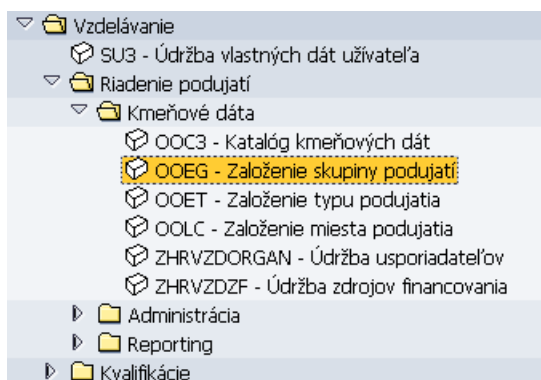 Vzdelávanie
SU3 - Údržba vlastných dát užívateľa
Riadenie podujatí
Kmeňové dáta
OOC3 - Katalóg kmeňových dát
OOEG - Založenie skupiny podujatí
OOET - Založenie typu podujatia
OOLC - Založenie miesta podujatia
ZHRVZDORGAN - Údržba usporiadateľov
ZHRVZDZF - Údržba zdrojov financovania
Administrácia
Reporting
Kvalifikácie